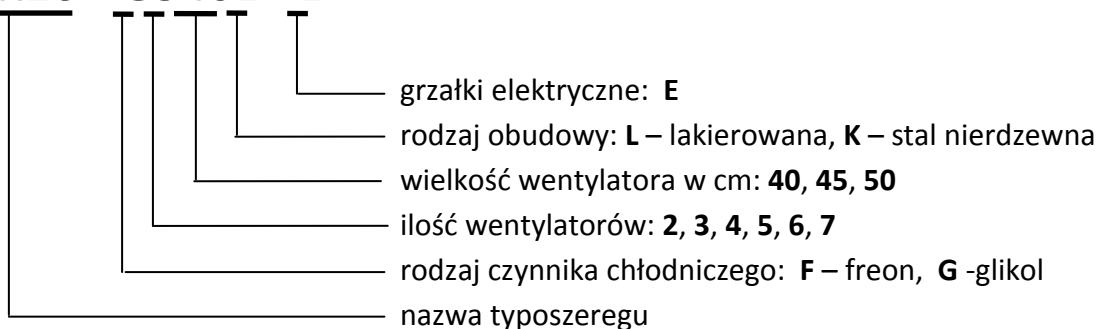 grzałki elektryczne: E
rodzaj obudowy: L – lakierowana, K – stal nierdzewna
wielkość wentylatora w cm: 40, 45, 50
ilość wentylatorów: 2, 3, 4, 5, 6, 7
rodzaj czynnika chłodniczego: F – freon, G -glikol
nazwa typoszeregu